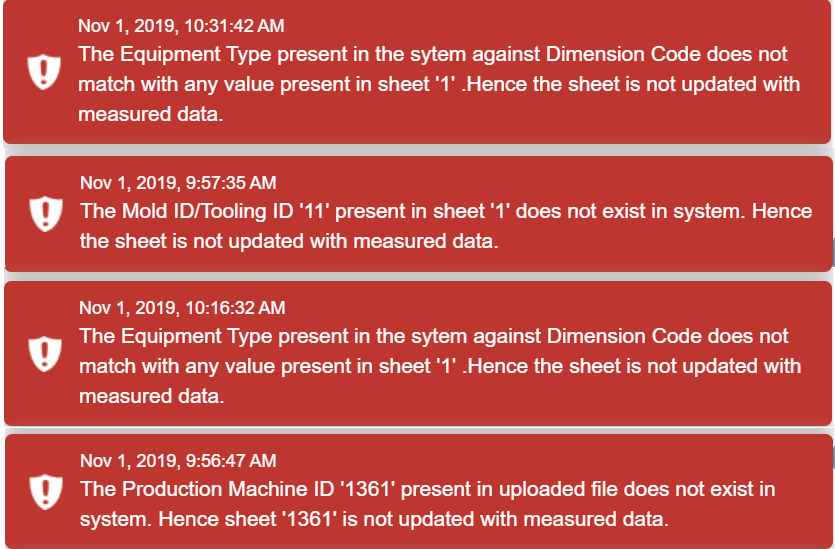 Nov 1, 2019, 10:31:42 AM
The Equipment Type present in the sytem against Dimension Code does not
match with any value present in sheet '1' .Hence the sheet is not updated with
measured data.
Nov 1, 2019, 9:57:35 AM
The Mold ID/Tooling ID '11' present in sheet '1' does not exist in system. Hence
the sheet is not updated with measured data.
Nov 1, 2019, 10:16:32 AM
The Equipment Type present in the sytem against Dimension Code does not
match with any value present in sheet '1' .Hence the sheet is not updated with
measured data.
Nov 1, 2019, 9:56:47 AM
The Production Machine ID '1361' present in uploaded file does not exist in
system. Hence sheet '1361' is not updated with measured data.